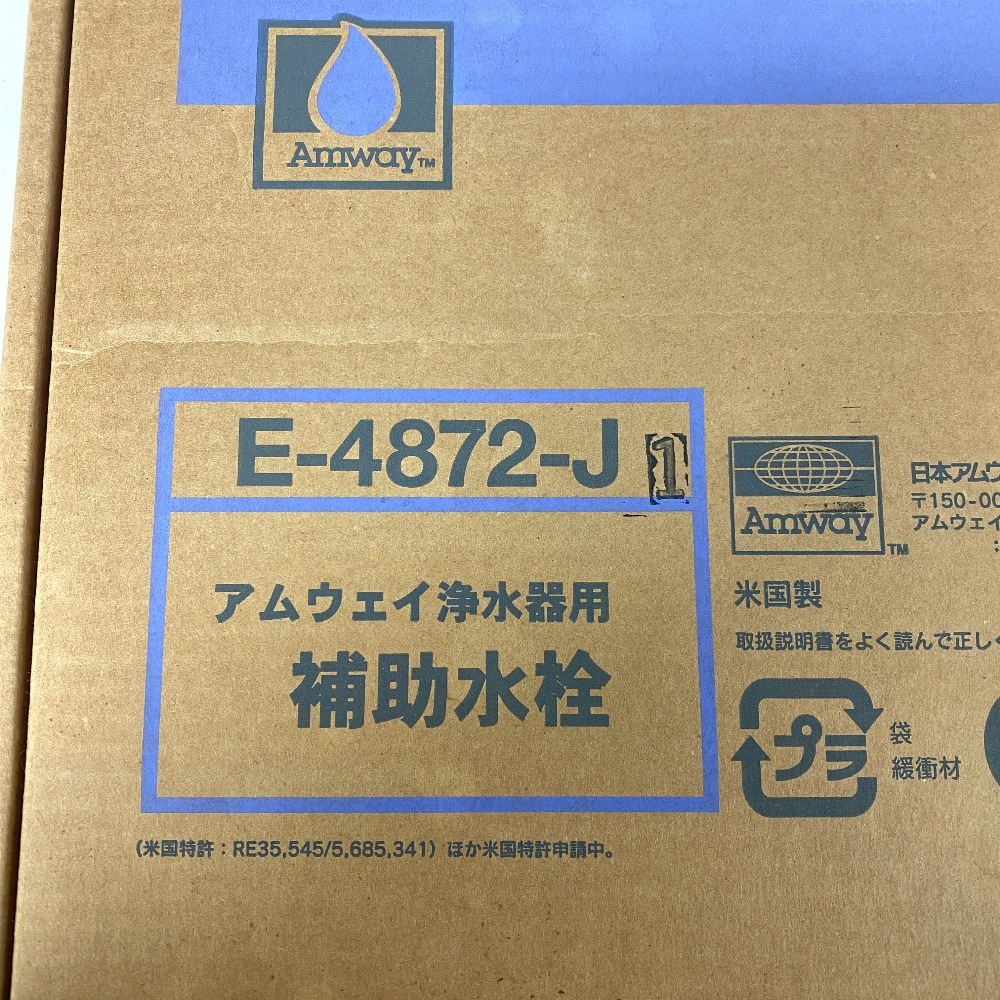 Amway™
E-4872-J1
アムウェイ浄水器用
補助水栓
(米国特許：RE35,545/5,685,341) ほか米国特許申請中。
Amway™
日本アムウ
〒150-00
アムウェイ
米国製
取扱説明書をよく読んで正しく
プラ
袋
緩衝材